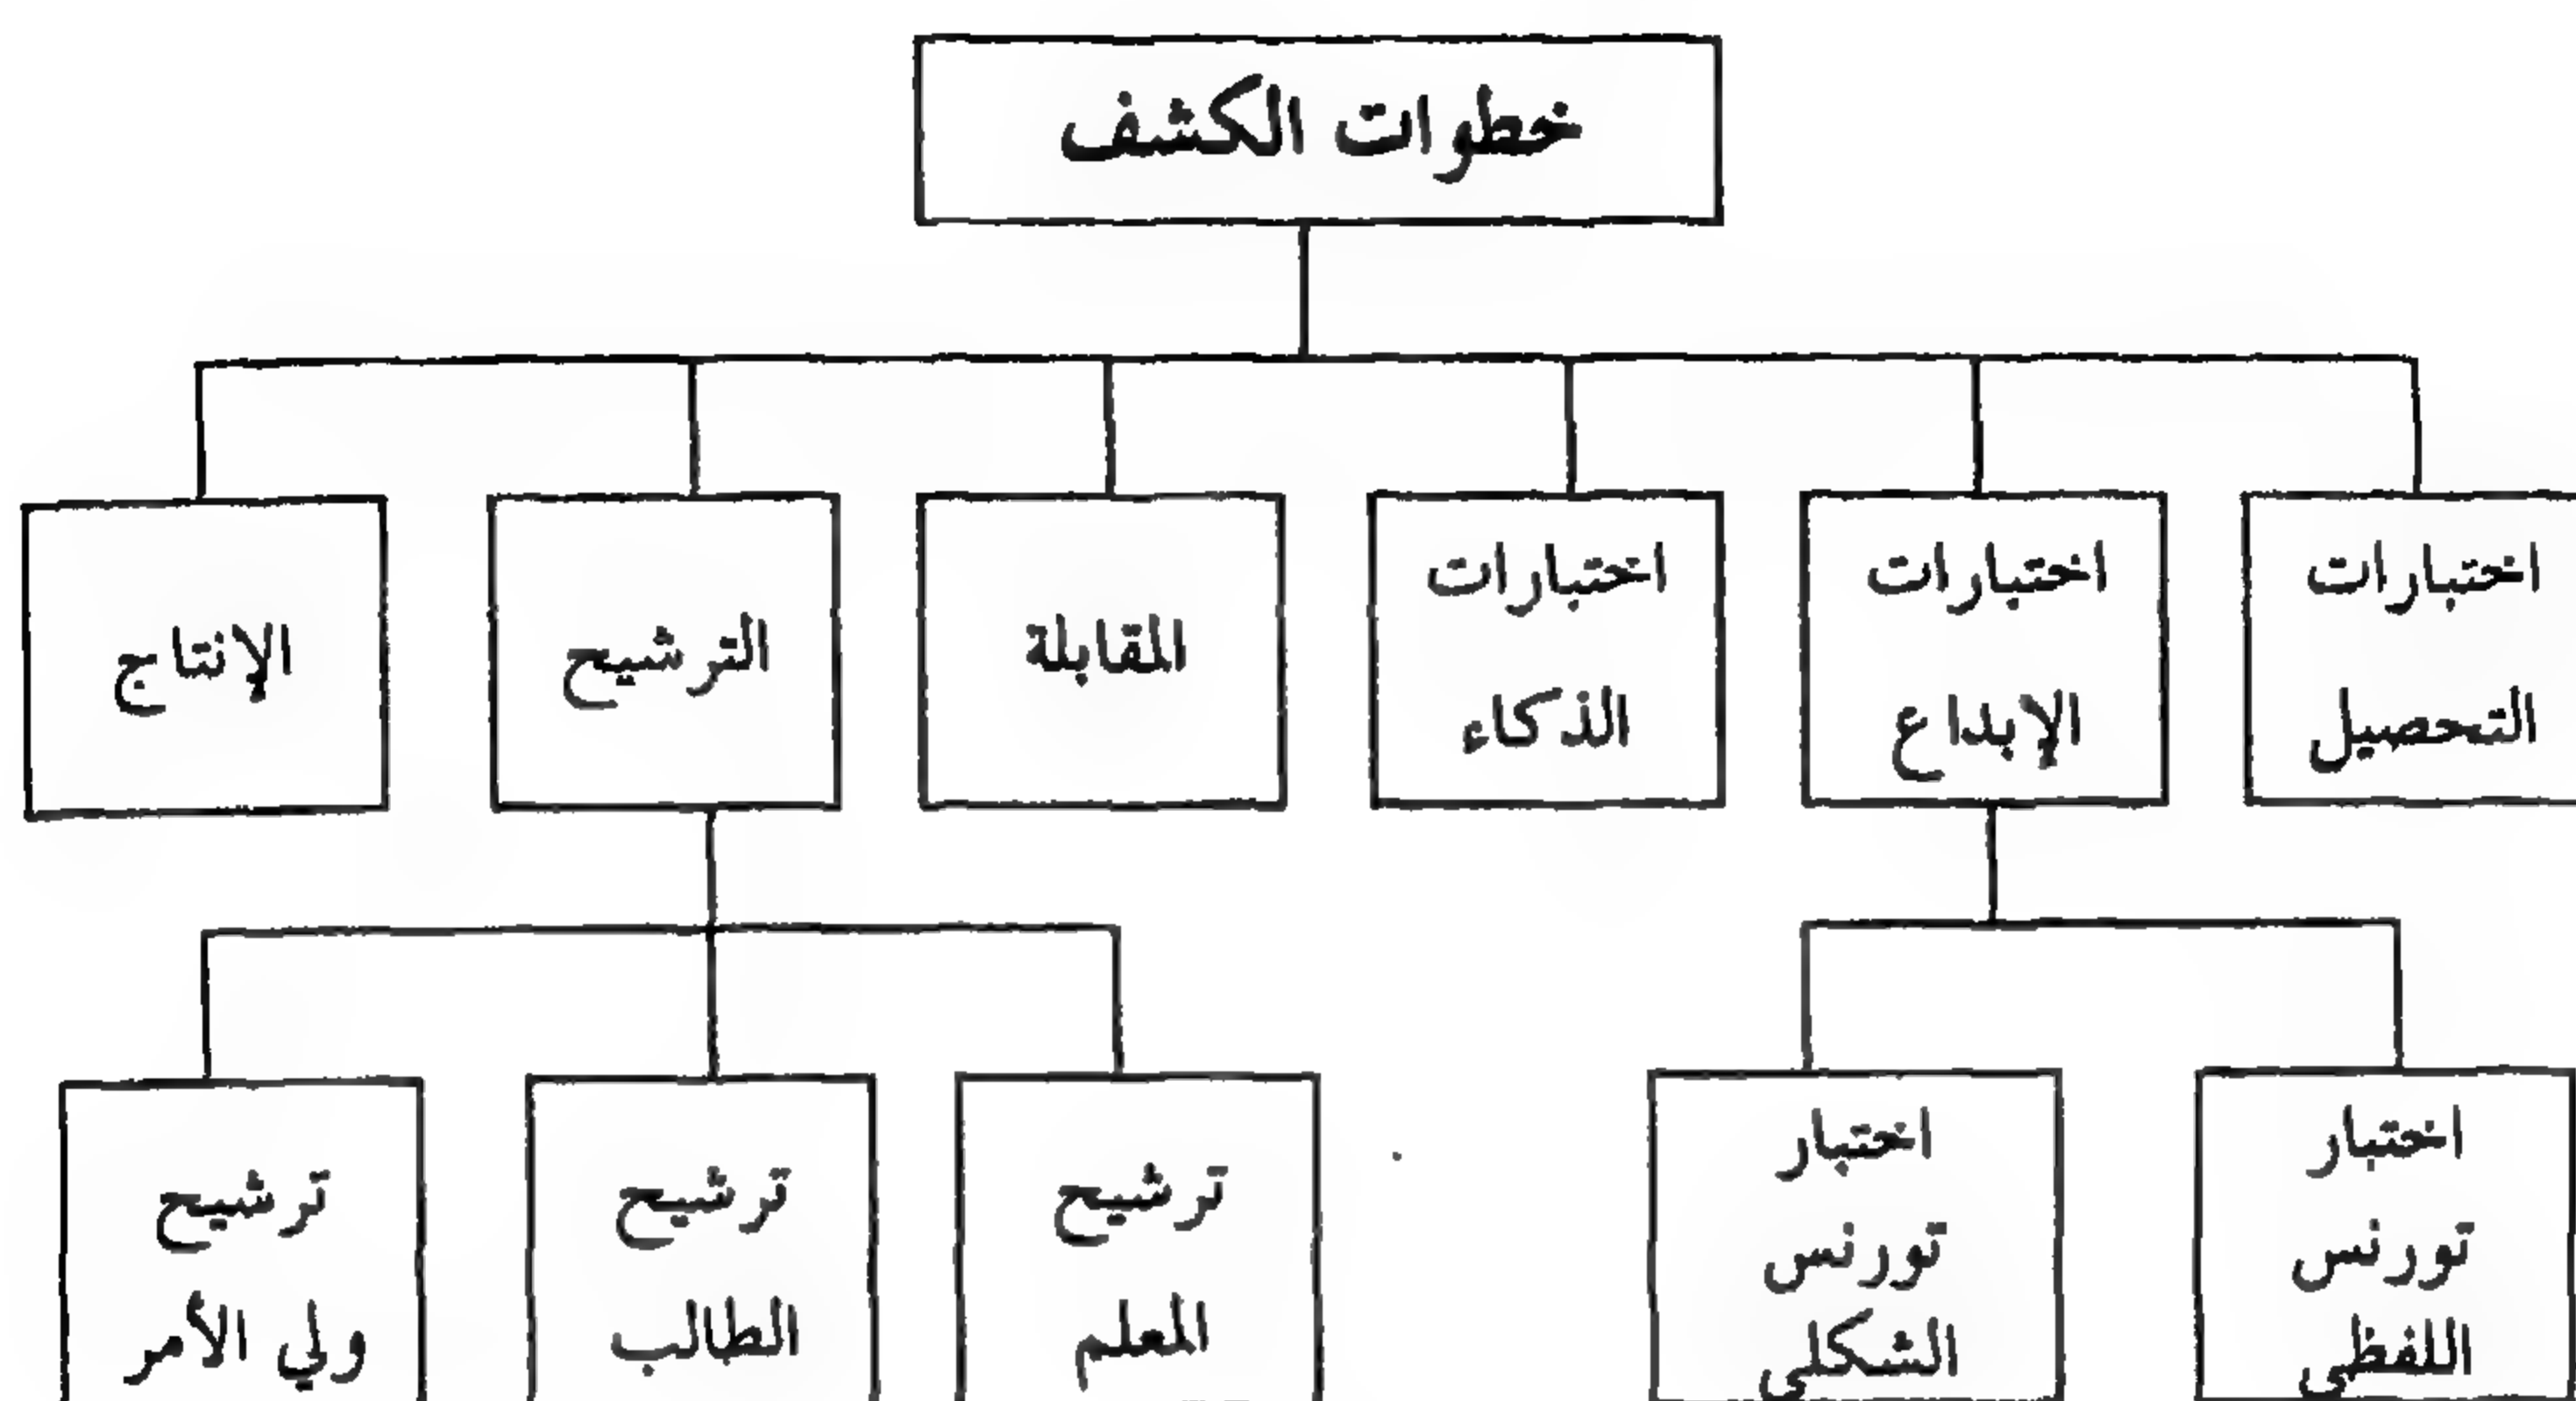 خطوات الكشف
اختبارات
التحصيل
اختبارات
الإبداع
اختبارات
الذكاء
المقابلة
الترشيح
الإنتاج
اختبار
تورنس
اللفظي
اختبار
تورنس
الشكلي
ترشيح
المعلم
ترشيح
الطالب
ترشيح
ولي الأمر